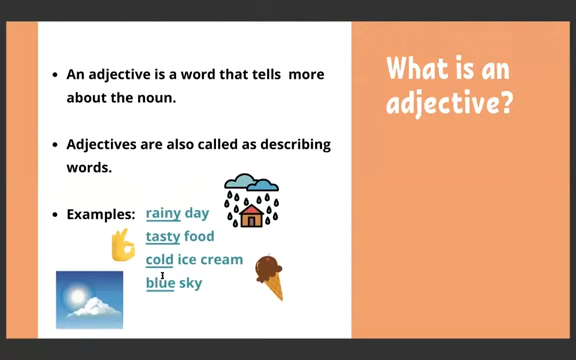 What is an
adjective?
An adjective is a word that tells more
about the noun.
Adjectives are also called as describing
words.
Examples: rainy day
tasty food
cold ice cream
blue sky